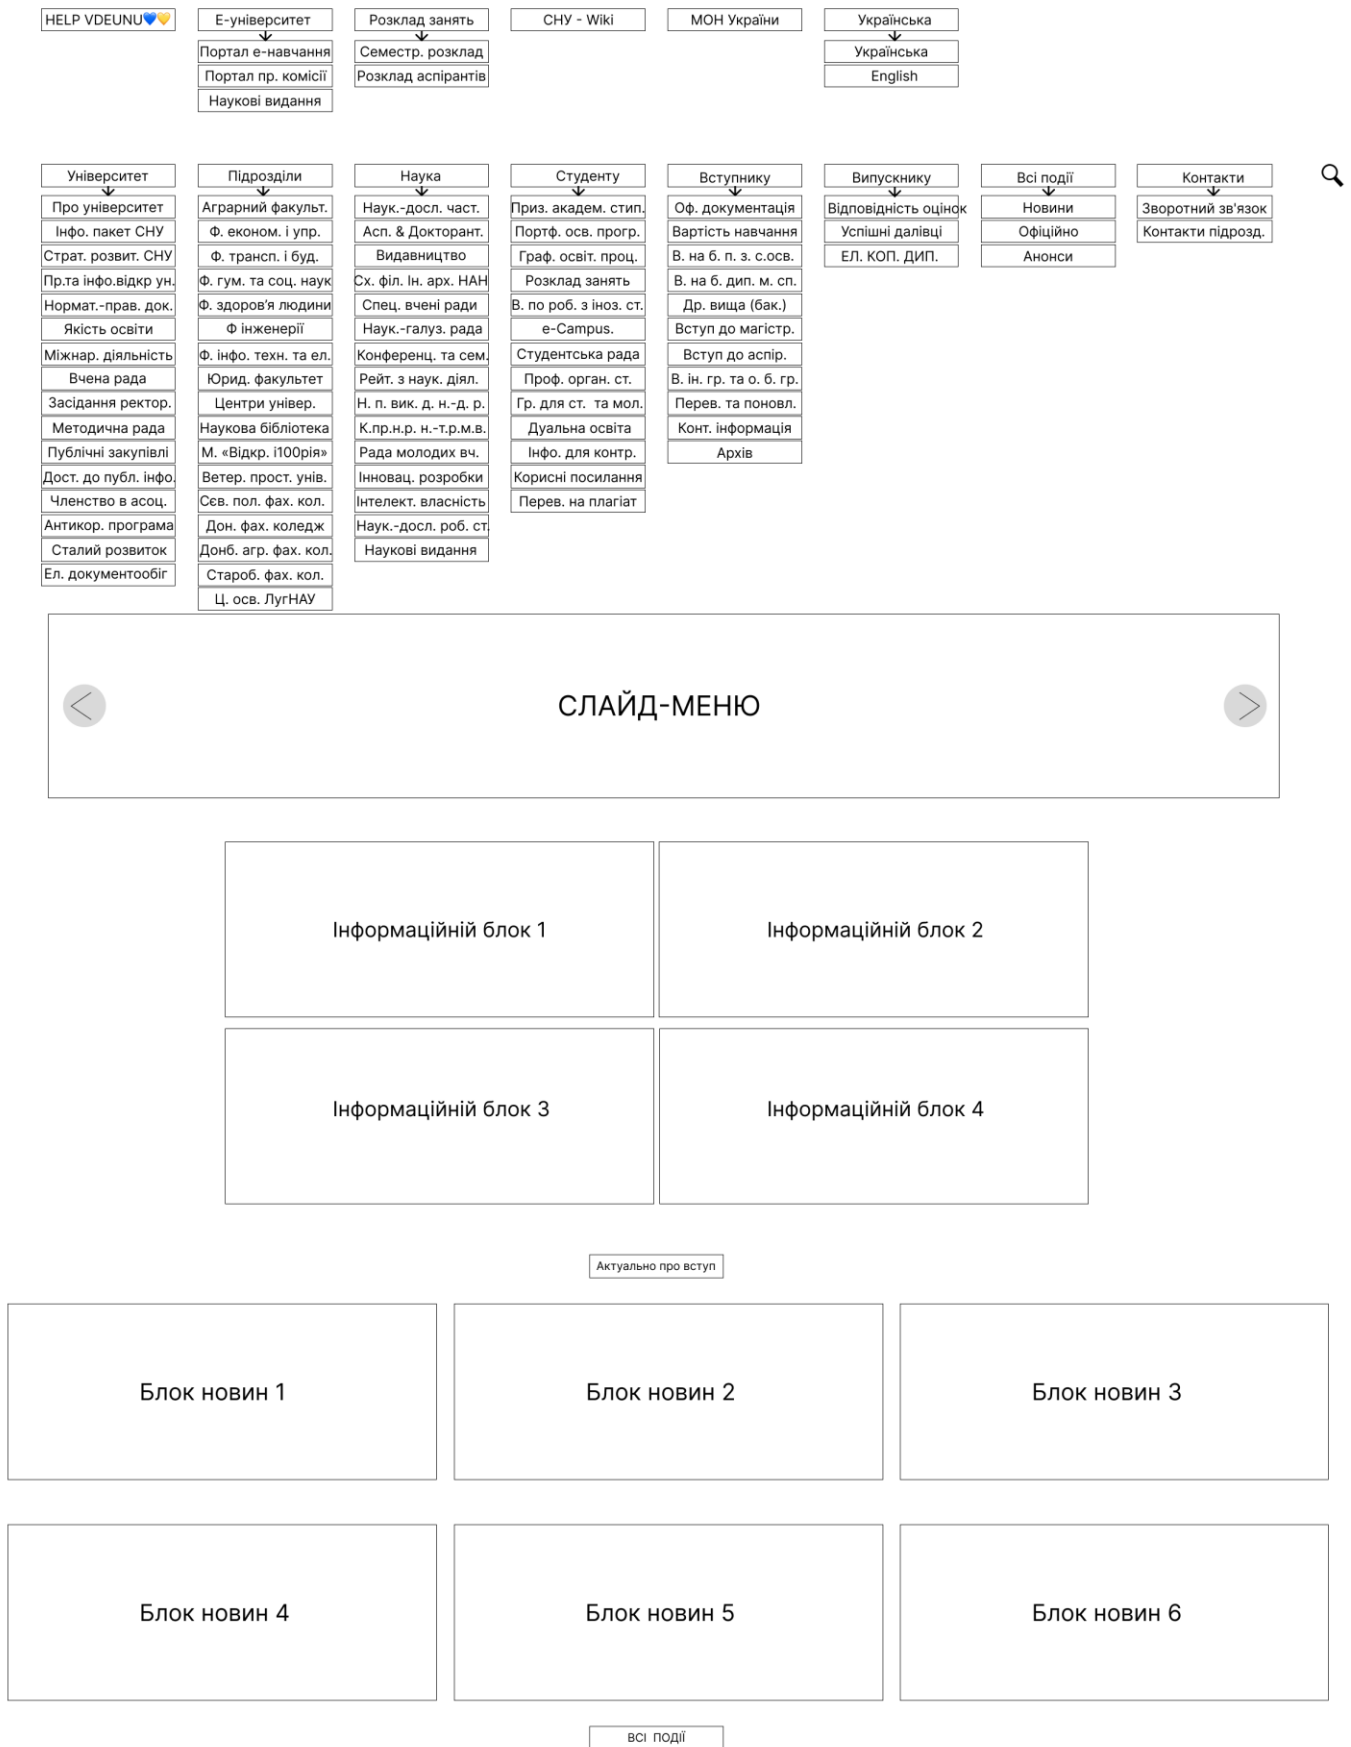 HELP VDEUNU💙💛
Е-університет
Портал е-навчання
Портал пр. комісії
Наукові видання
Розклад занять
Семестр. розклад
Розклад аспірантів
СНУ - Wiki
МОН України
Українська
Українська
English
Університет
Про університет
Інфо. пакет СНУ
Страт. розвит. СНУ
Пр.та інфо.відкр ун.
Нормат.-прав. док.
Якість освіти
Міжнар. діяльність
Вчена рада
Засідання ректор.
Методична рада
Публічні закупівлі
Дост. до публ. інфо.
Членство в асоц.
Антикор. програма
Сталий розвиток
Ел. документообіг
Підрозділи
Аграрний факульт.
Ф. економ. і упр.
Ф. трансп. і буд.
Ф. гум. та соц. наук
Ф. здоров’я людини
Ф інженерії
Ф. інфо. техн. та ел.
Юрид. факультет
Центри універ.
Наукова бібліотека
М. «Відкр. і100рія»
Ветер. прост. унів.
Сєв. пол. фах. кол.
Дон. фах. коледж
Донб. агр. фах. кол.
Староб. фах. кол.
Ц. осв. ЛугНАУ
Наука
Наук.-досл. част.
Асп. & Докторант.
Видавництво
Сх. філ. Ін. арх. НАН
Спец. вчені ради
Наук.-галуз. рада
Конференц. та сем.
Рейт. з наук. діял.
Н. п. вик. д. н.-д. р.
К.пр.н.р. н.-т.р.м.в.
Рада молодих вч.
Інновац. розробки
Інтелект. власність
Наук.-досл. роб. ст.
Наукові видання
Студенту
Приз. академ. стип.
Портф. осв. прогр.
Граф. освіт. проц.
Розклад занять
В. по роб. з іноз. ст.
e-Campus.
Студентська рада
Проф. орган. ст.
Гр. для ст. та мол.
Дуальна освіта
Інфо. для контр.
Корисні посилання
Перев. на плагіат
Вступнику
Оф. документація
Вартість навчання
В. на б. п. з. с.осв.
В. на б. дип. м. сп.
Др. вища (бак.)
Вступ до магістр.
Вступ до аспір.
В. ін. гр. та о. б. гр.
Перев. та поновл.
Конт. інформація
Архів
Випускнику
Відповідність оцінок
Успішні далівці
ЕЛ. КОП. ДИП.
Всі події
Новини
Офіційно
Анонси
Контакти
Зворотний зв'язок
Контакти підрозд.
СЛАЙД-МЕНЮ
Інформаційній блок 1
Інформаційній блок 2
Інформаційній блок 3
Інформаційній блок 4
Актуально про вступ
Блок новин 1
Блок новин 2
Блок новин 3
Блок новин 4
Блок новин 5
Блок новин 6
ВСІ ПОДІЇ